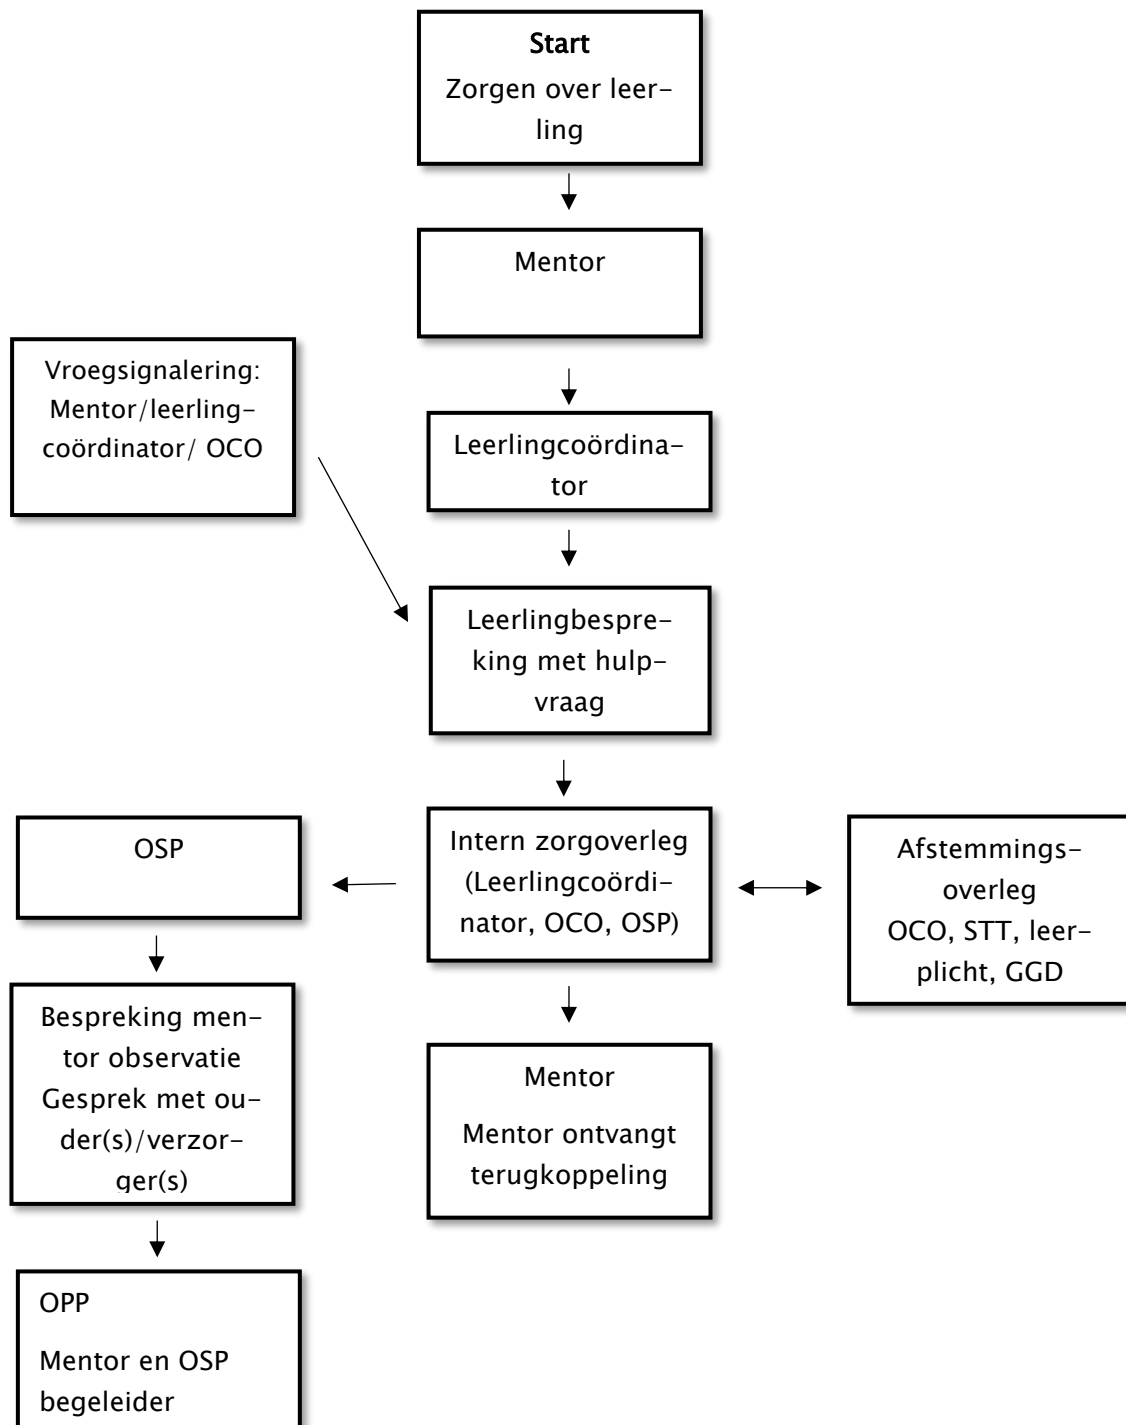 Start
Zorgen over leer-
ling
Mentor
Vroegsignalering:
Mentor/leerling-
coördinator/ OCO
Leerlingcoördina-
tor
Leerlingbespre-
king met hulp-
vraag
OSP
Intern zorgoverleg
(Leerlingcoördi-
nator, OCO, OSP)
Afstemmings-
overleg
OCO, STT, leer-
plicht, GGD
Bespreking men-
tor observatie
Gesprek met ou-
der(s)/verzor-
ger(s)
Mentor
Mentor ontvangt
terugkoppeling
OPP
Mentor en OSP
begeleider